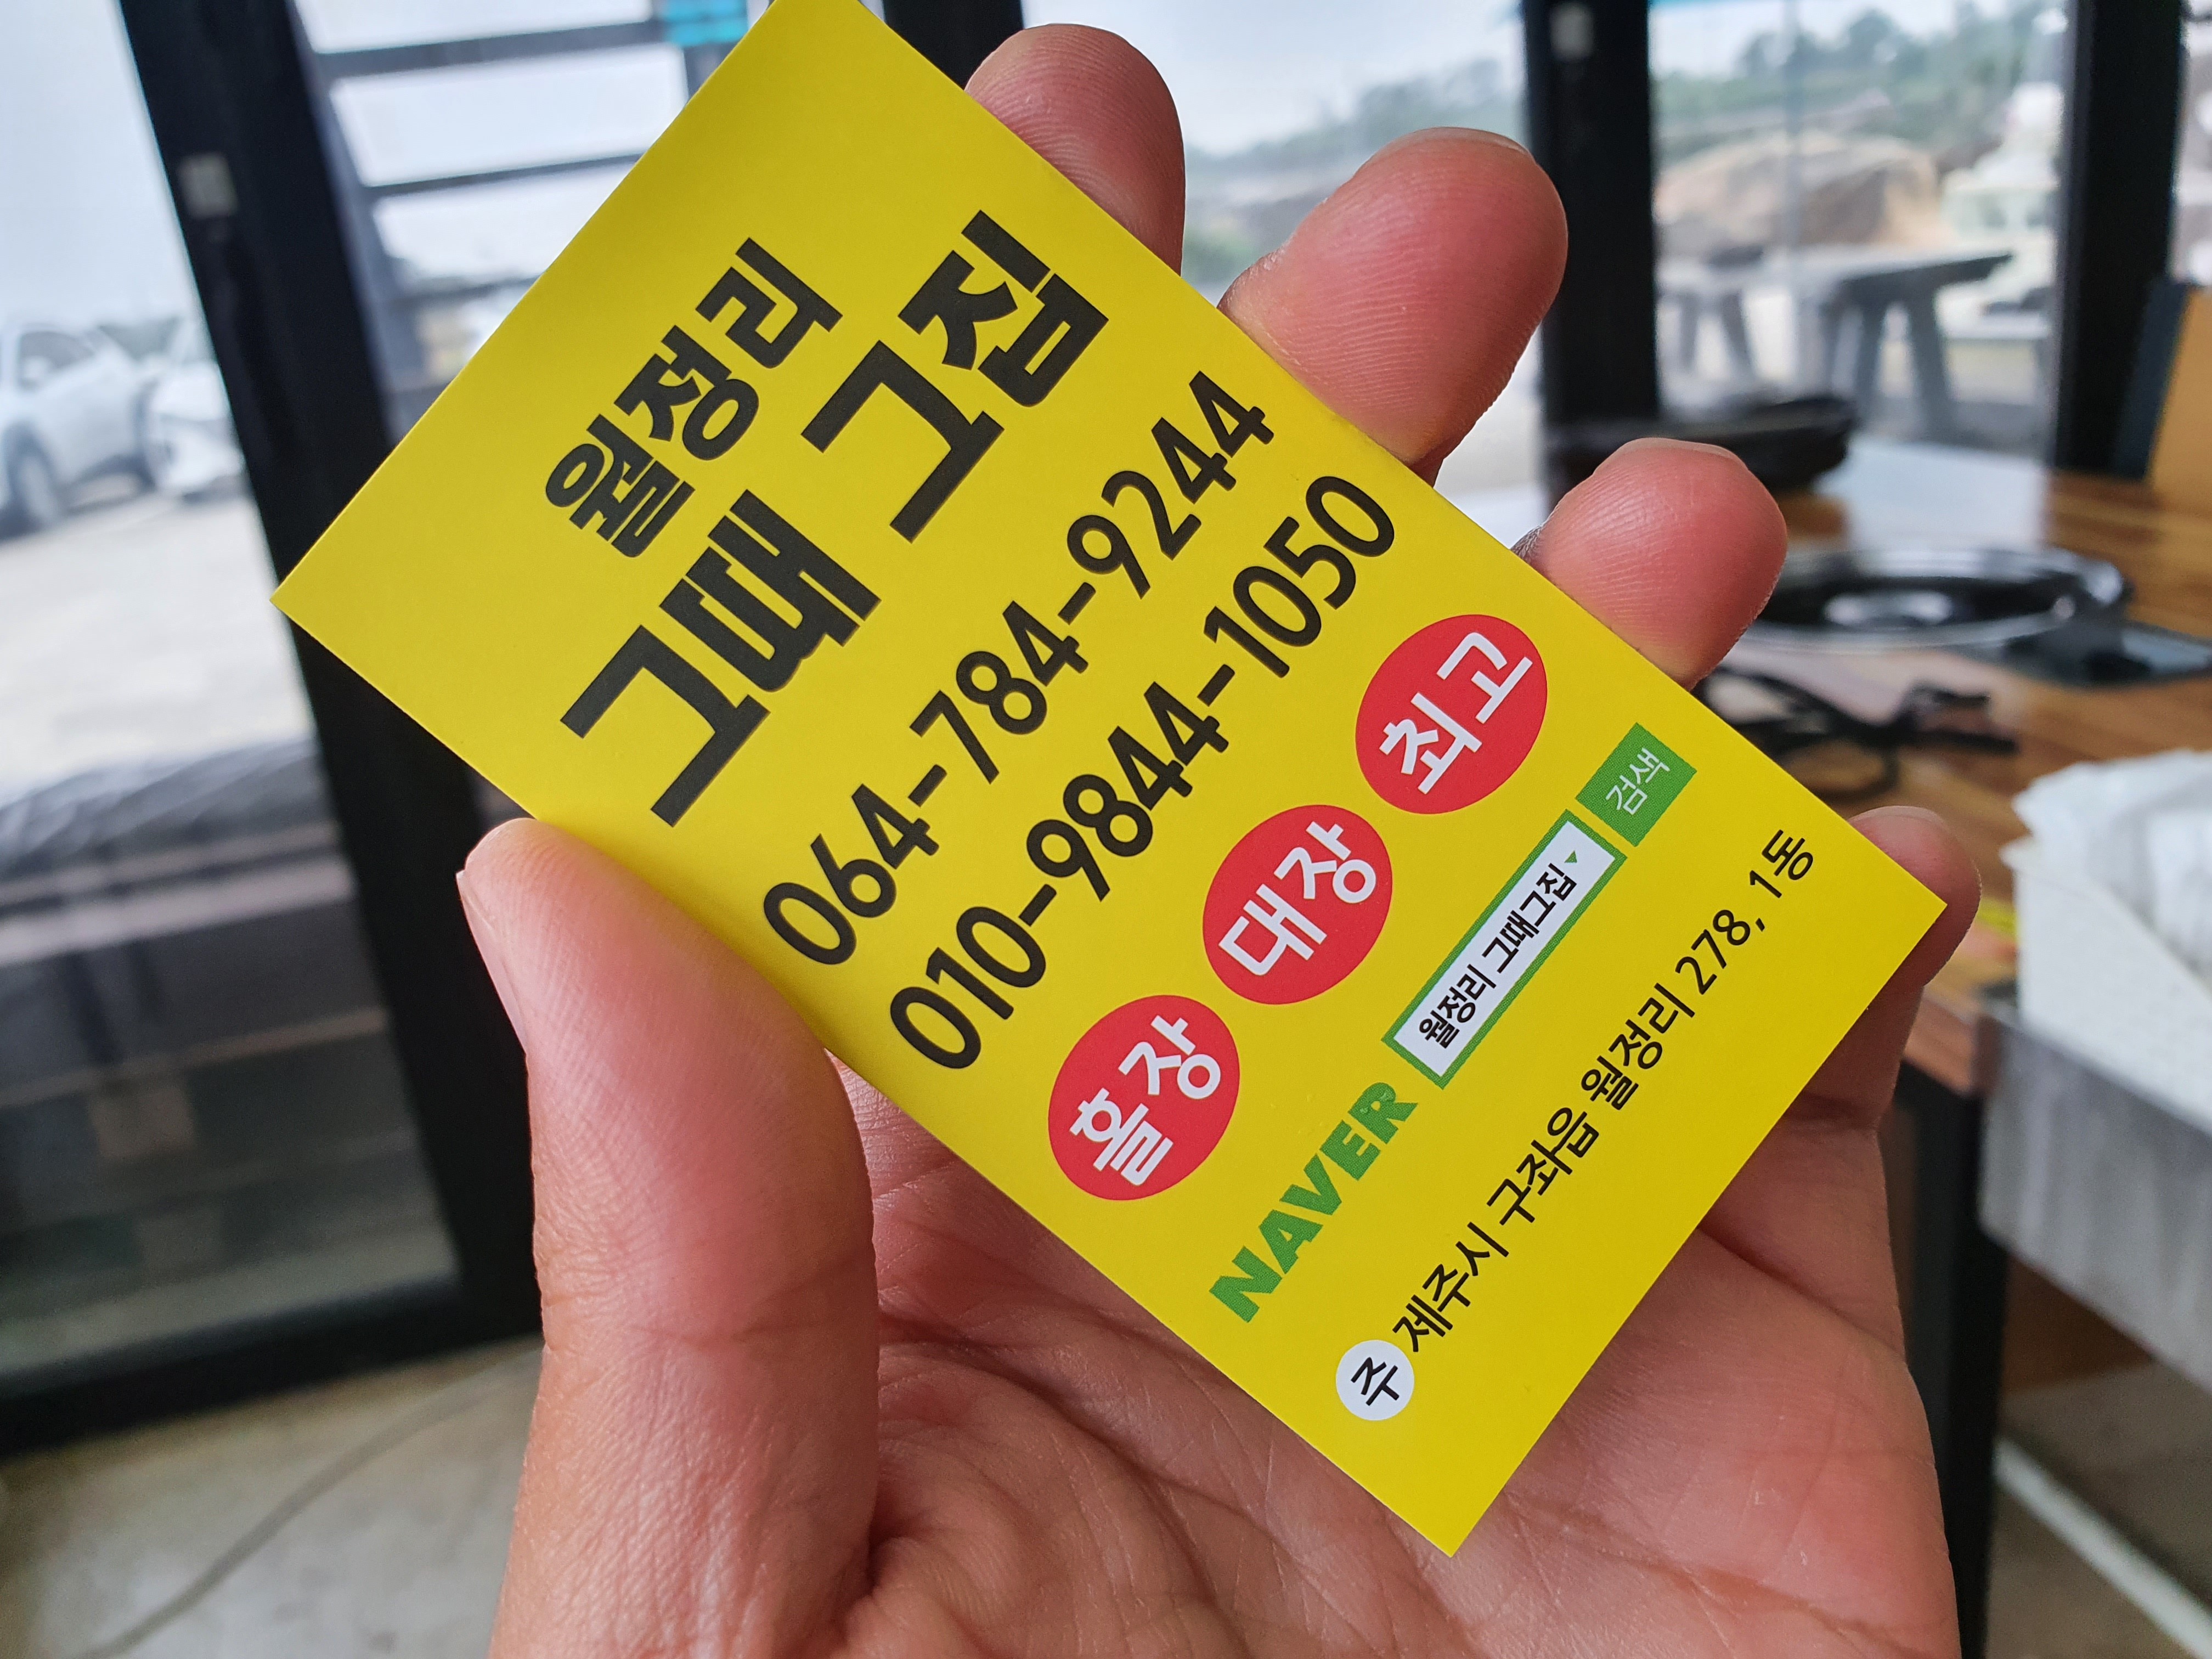 월정리
그때 그집
064-784-9244
010-9844-1050
홀장 대장 최고
NAVER 월정리 그때그집 검색
주 제주시 구좌읍 월정리 278, 1동